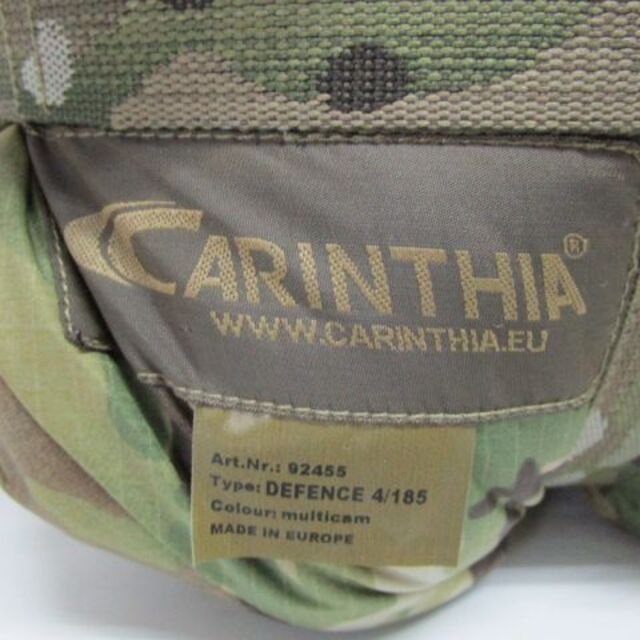 CARINTHIA®
WWW.CARINTHIA.EU
Art.Nr.: 92455
Type: DEFENCE 4/185
Colour: multicam
MADE IN EUROPE